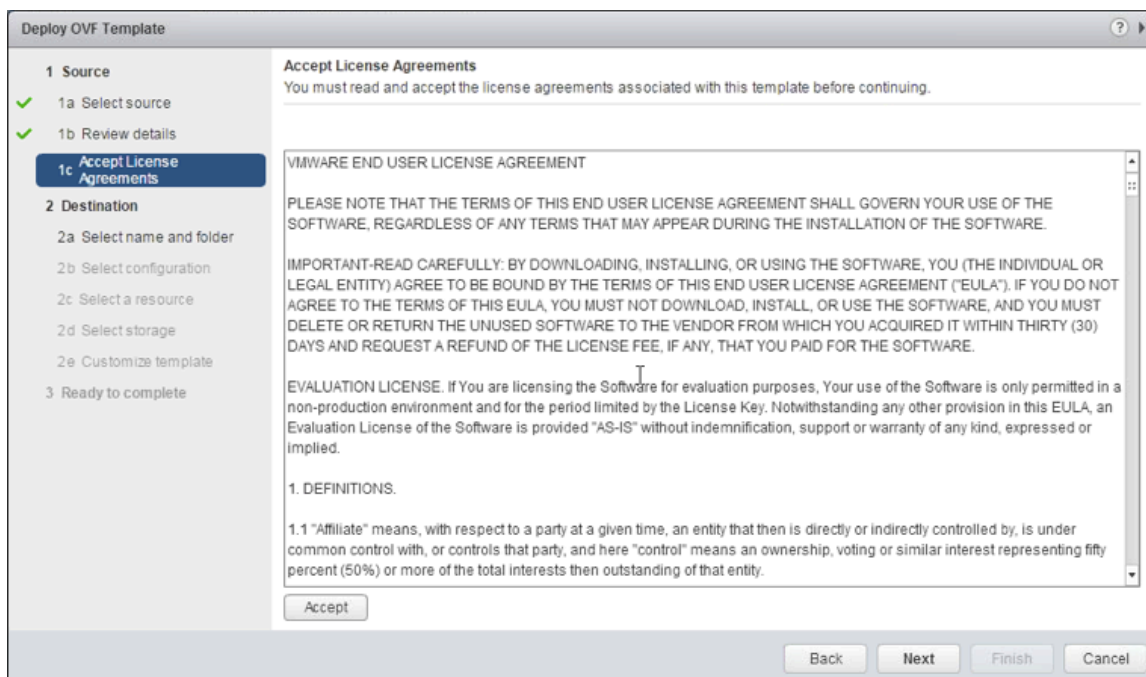 Deploy OVF Template
?
1 Source
1a Select source
1b Review details
1c Accept License
Agreements
2 Destination
2a Select name and folder
2b Select configuration
2c Select a resource
2d Select storage
2e Customize template
3 Ready to complete
Accept License Agreements
You must read and accept the license agreements associated with this template before continuing.
VMWARE END USER LICENSE AGREEMENT
PLEASE NOTE THAT THE TERMS OF THIS END USER LICENSE AGREEMENT SHALL GOVERN YOUR USE OF THE
SOFTWARE, REGARDLESS OF ANY TERMS THAT MAY APPEAR DURING THE INSTALLATION OF THE SOFTWARE.
IMPORTANT-READ CAREFULLY: BY DOWNLOADING, INSTALLING, OR USING THE SOFTWARE, YOU (THE INDIVIDUAL OR
LEGAL ENTITY) AGREE TO BE BOUND BY THE TERMS OF THIS END USER LICENSE AGREEMENT ("EULA"). IF YOU DO NOT
AGREE TO THE TERMS OF THIS EULA, YOU MUST NOT DOWNLOAD, INSTALL, OR USE THE SOFTWARE, AND YOU MUST
DELETE OR RETURN THE UNUSED SOFTWARE TO THE VENDOR FROM WHICH YOU ACQUIRED IT WITHIN THIRTY (30)
DAYS AND REQUEST A REFUND OF THE LICENSE FEE, IF ANY, THAT YOU PAID FOR THE SOFTWARE.
EVALUATION LICENSE. If You are licensing the Software for evaluation purposes, Your use of the Software is only permitted in a
non-production environment and for the period limited by the License Key. Notwithstanding any other provision in this EULA, an
Evaluation License of the Software is provided "AS-IS" without indemnification, support or warranty of any kind, expressed or
implied.
1. DEFINITIONS.
1.1 "Affiliate" means, with respect to a party at a given time, an entity that then is directly or indirectly controlled by, is under
common control with, or controls that party, and here "control" means an ownership, voting or similar interest representing fifty
percent (50%) or more of the total interests then outstanding of that entity.
Accept
Back
Next
Finish
Cancel